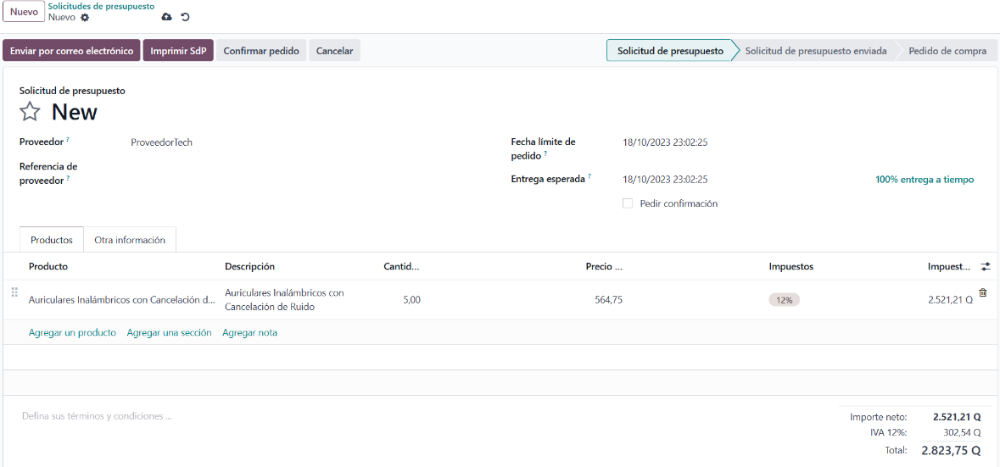 Nuevo
Solicitudes de presupuesto
Nuevo
Enviar por correo electrónico
Imprimir SdP
Confirmar pedido
Cancelar
Solicitud de presupuesto
Solicitud de presupuesto enviada
Pedido de compra
Solicitud de presupuesto
New
Proveedor ?
ProveedorTech
Referencia de
proveedor ?
Fecha límite de
pedido ?
18/10/2023 23:02:25
Entrega esperada ?
18/10/2023 23:02:25
100% entrega a tiempo
Pedir confirmación
Productos
Otra información
Producto
Descripción
Cantid...
Precio ...
Impuestos
Impuest...
Auriculares Inalámbricos con Cancelación d...
Auriculares Inalámbricos con
Cancelación de Ruido
5,00
564,75
12%
2.521,21 Q
Agregar un producto
Agregar una sección
Agregar nota
Defina sus términos y condiciones ...
Importe neto: 2.521,21 Q
IVA 12%: 302,54 Q
Total: 2.823,75 Q